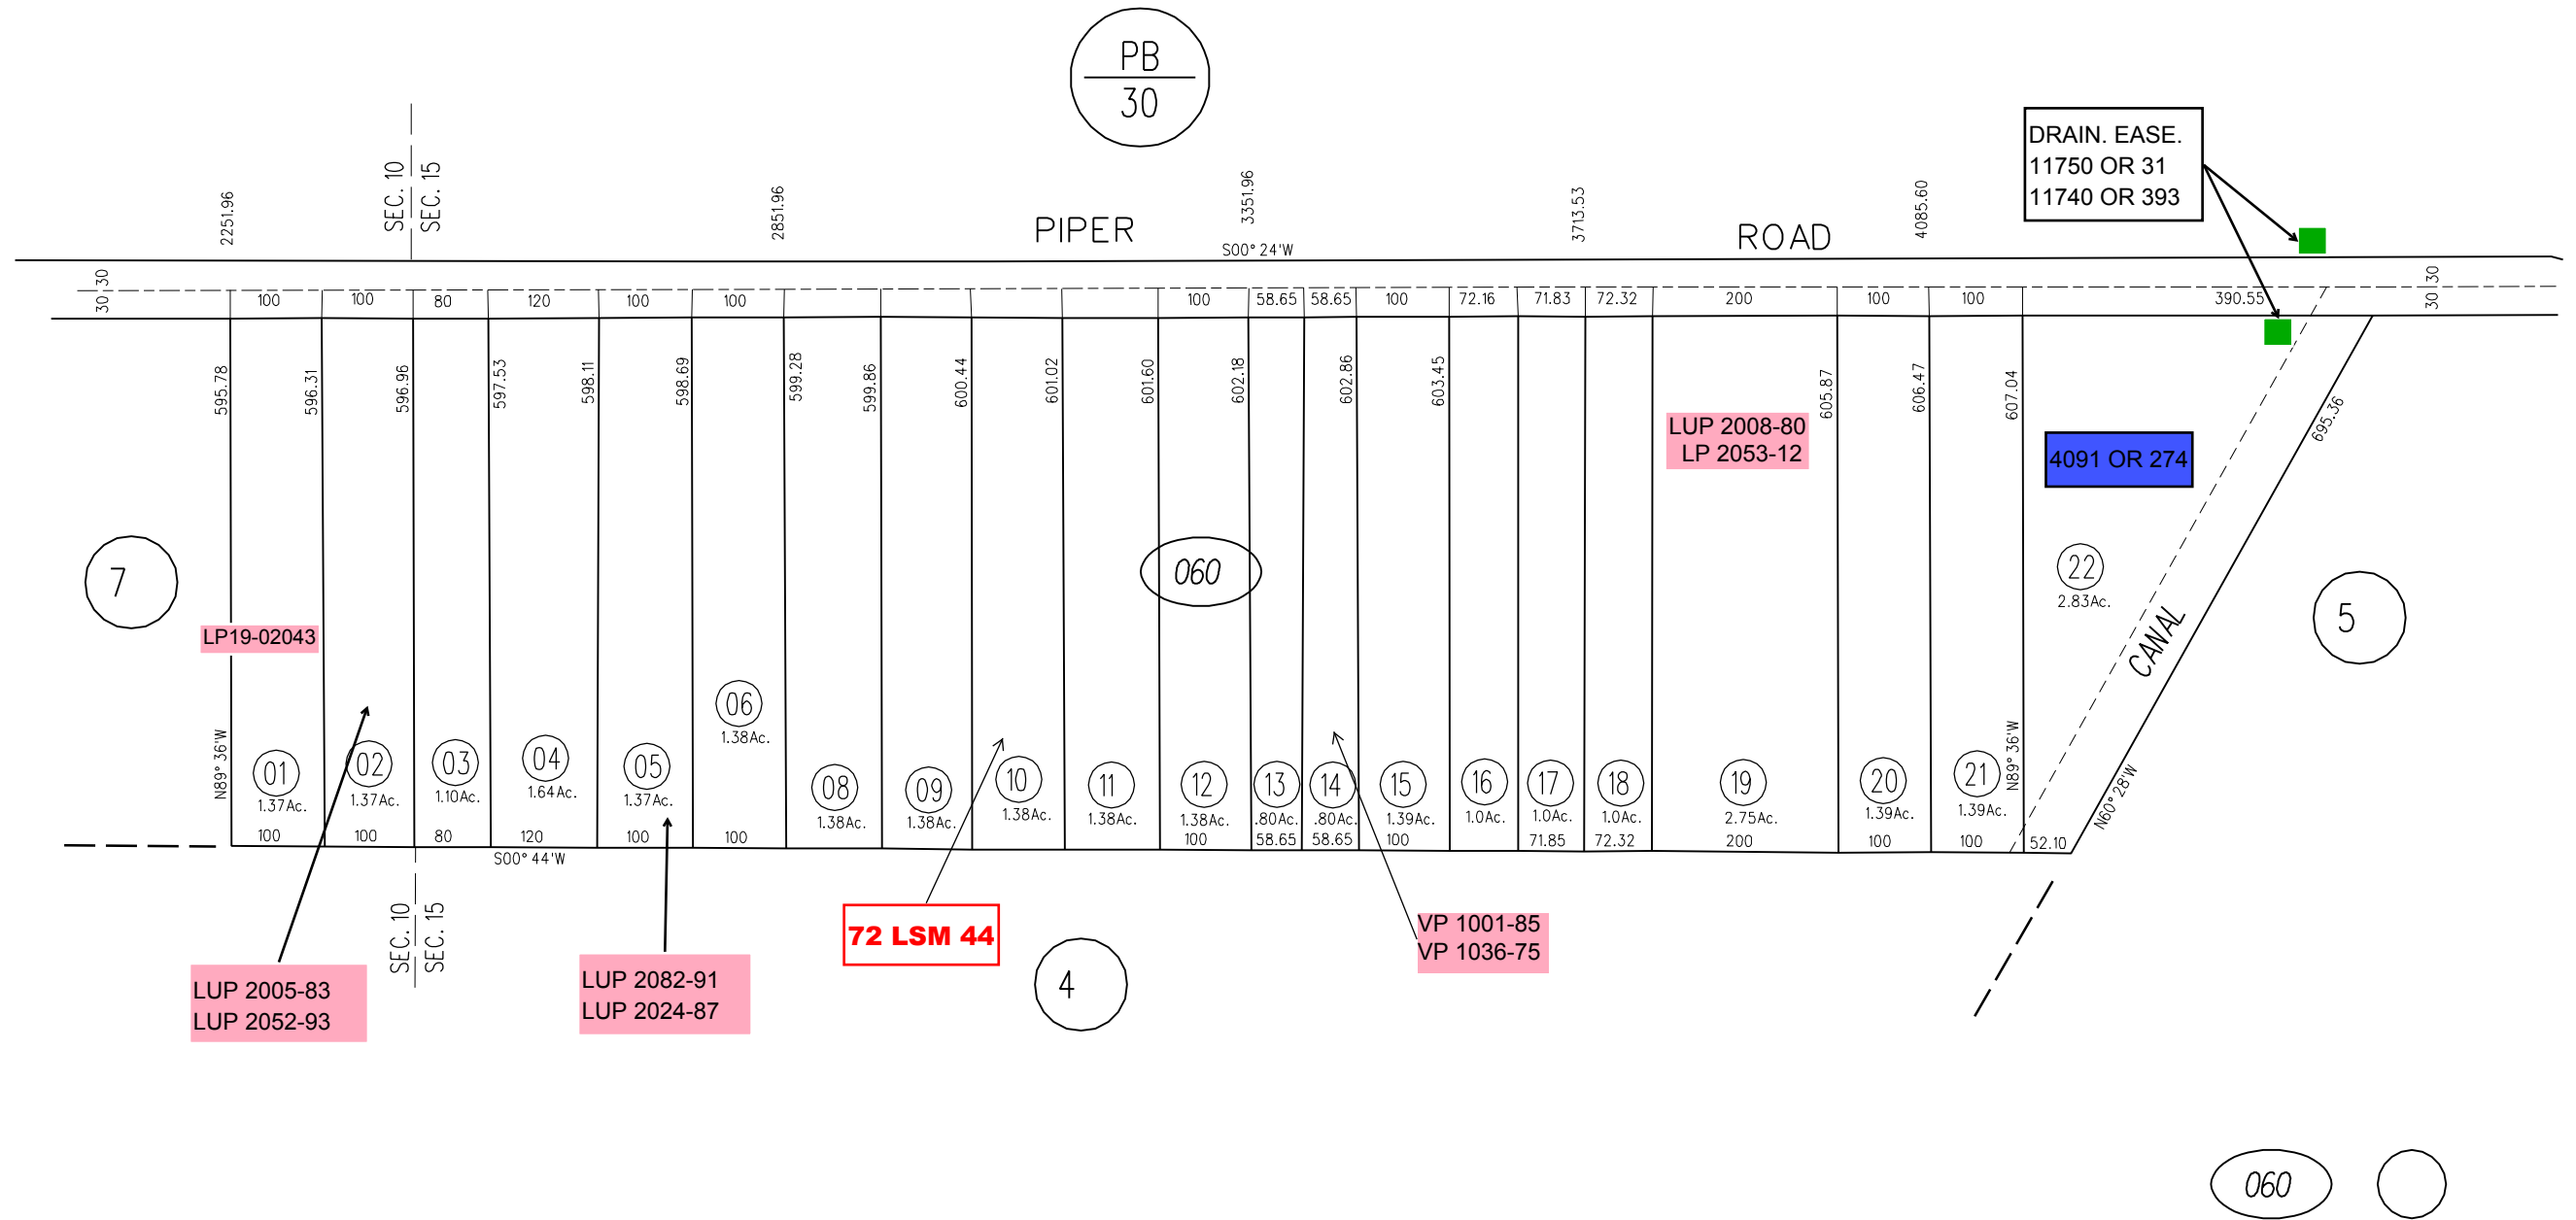 PB
30
DRAIN. EASE.
11750 OR 31
11740 OR 393
2251.96
SEC. 10
SEC. 15
2851.96
3351.96
3713.53
4085.60
PIPER ROAD
S00° 24'W
30 30
100 100 80 120 100 100 100 58.65 58.65 100 72.16 71.83 72.32 200 100 100 390.55
30 30
595.78 596.31 596.96 597.53 598.11 598.69 599.28 599.86 600.44 601.02 601.60 602.18 602.86 603.45 605.87 606.47 607.04
695.36
LUP 2008-80
LP 2053-12
4091 OR 274
7
060
22
2.83Ac.
5
LP19-02043
CANAL
N89° 36'W
01
1.37Ac.
02
1.37Ac.
03
1.10Ac.
04
1.64Ac.
05
1.37Ac.
06
1.38Ac.
08
1.38Ac.
09
1.38Ac.
10
1.38Ac.
11
1.38Ac.
12
1.38Ac.
13
.80Ac.
14
.80Ac.
15
1.39Ac.
16
1.0Ac.
17
1.0Ac.
18
1.0Ac.
19
2.75Ac.
20
1.39Ac.
21
1.39Ac.
N89° 36'W
N60° 28'W
100 100 80 120 100 100 100 58.65 58.65 100 71.85 72.32 200 100 100 52.10
S00° 44'W
SEC. 10
SEC. 15
72 LSM 44
VP 1001-85
VP 1036-75
LUP 2005-83
LUP 2052-93
LUP 2082-91
LUP 2024-87
4
060